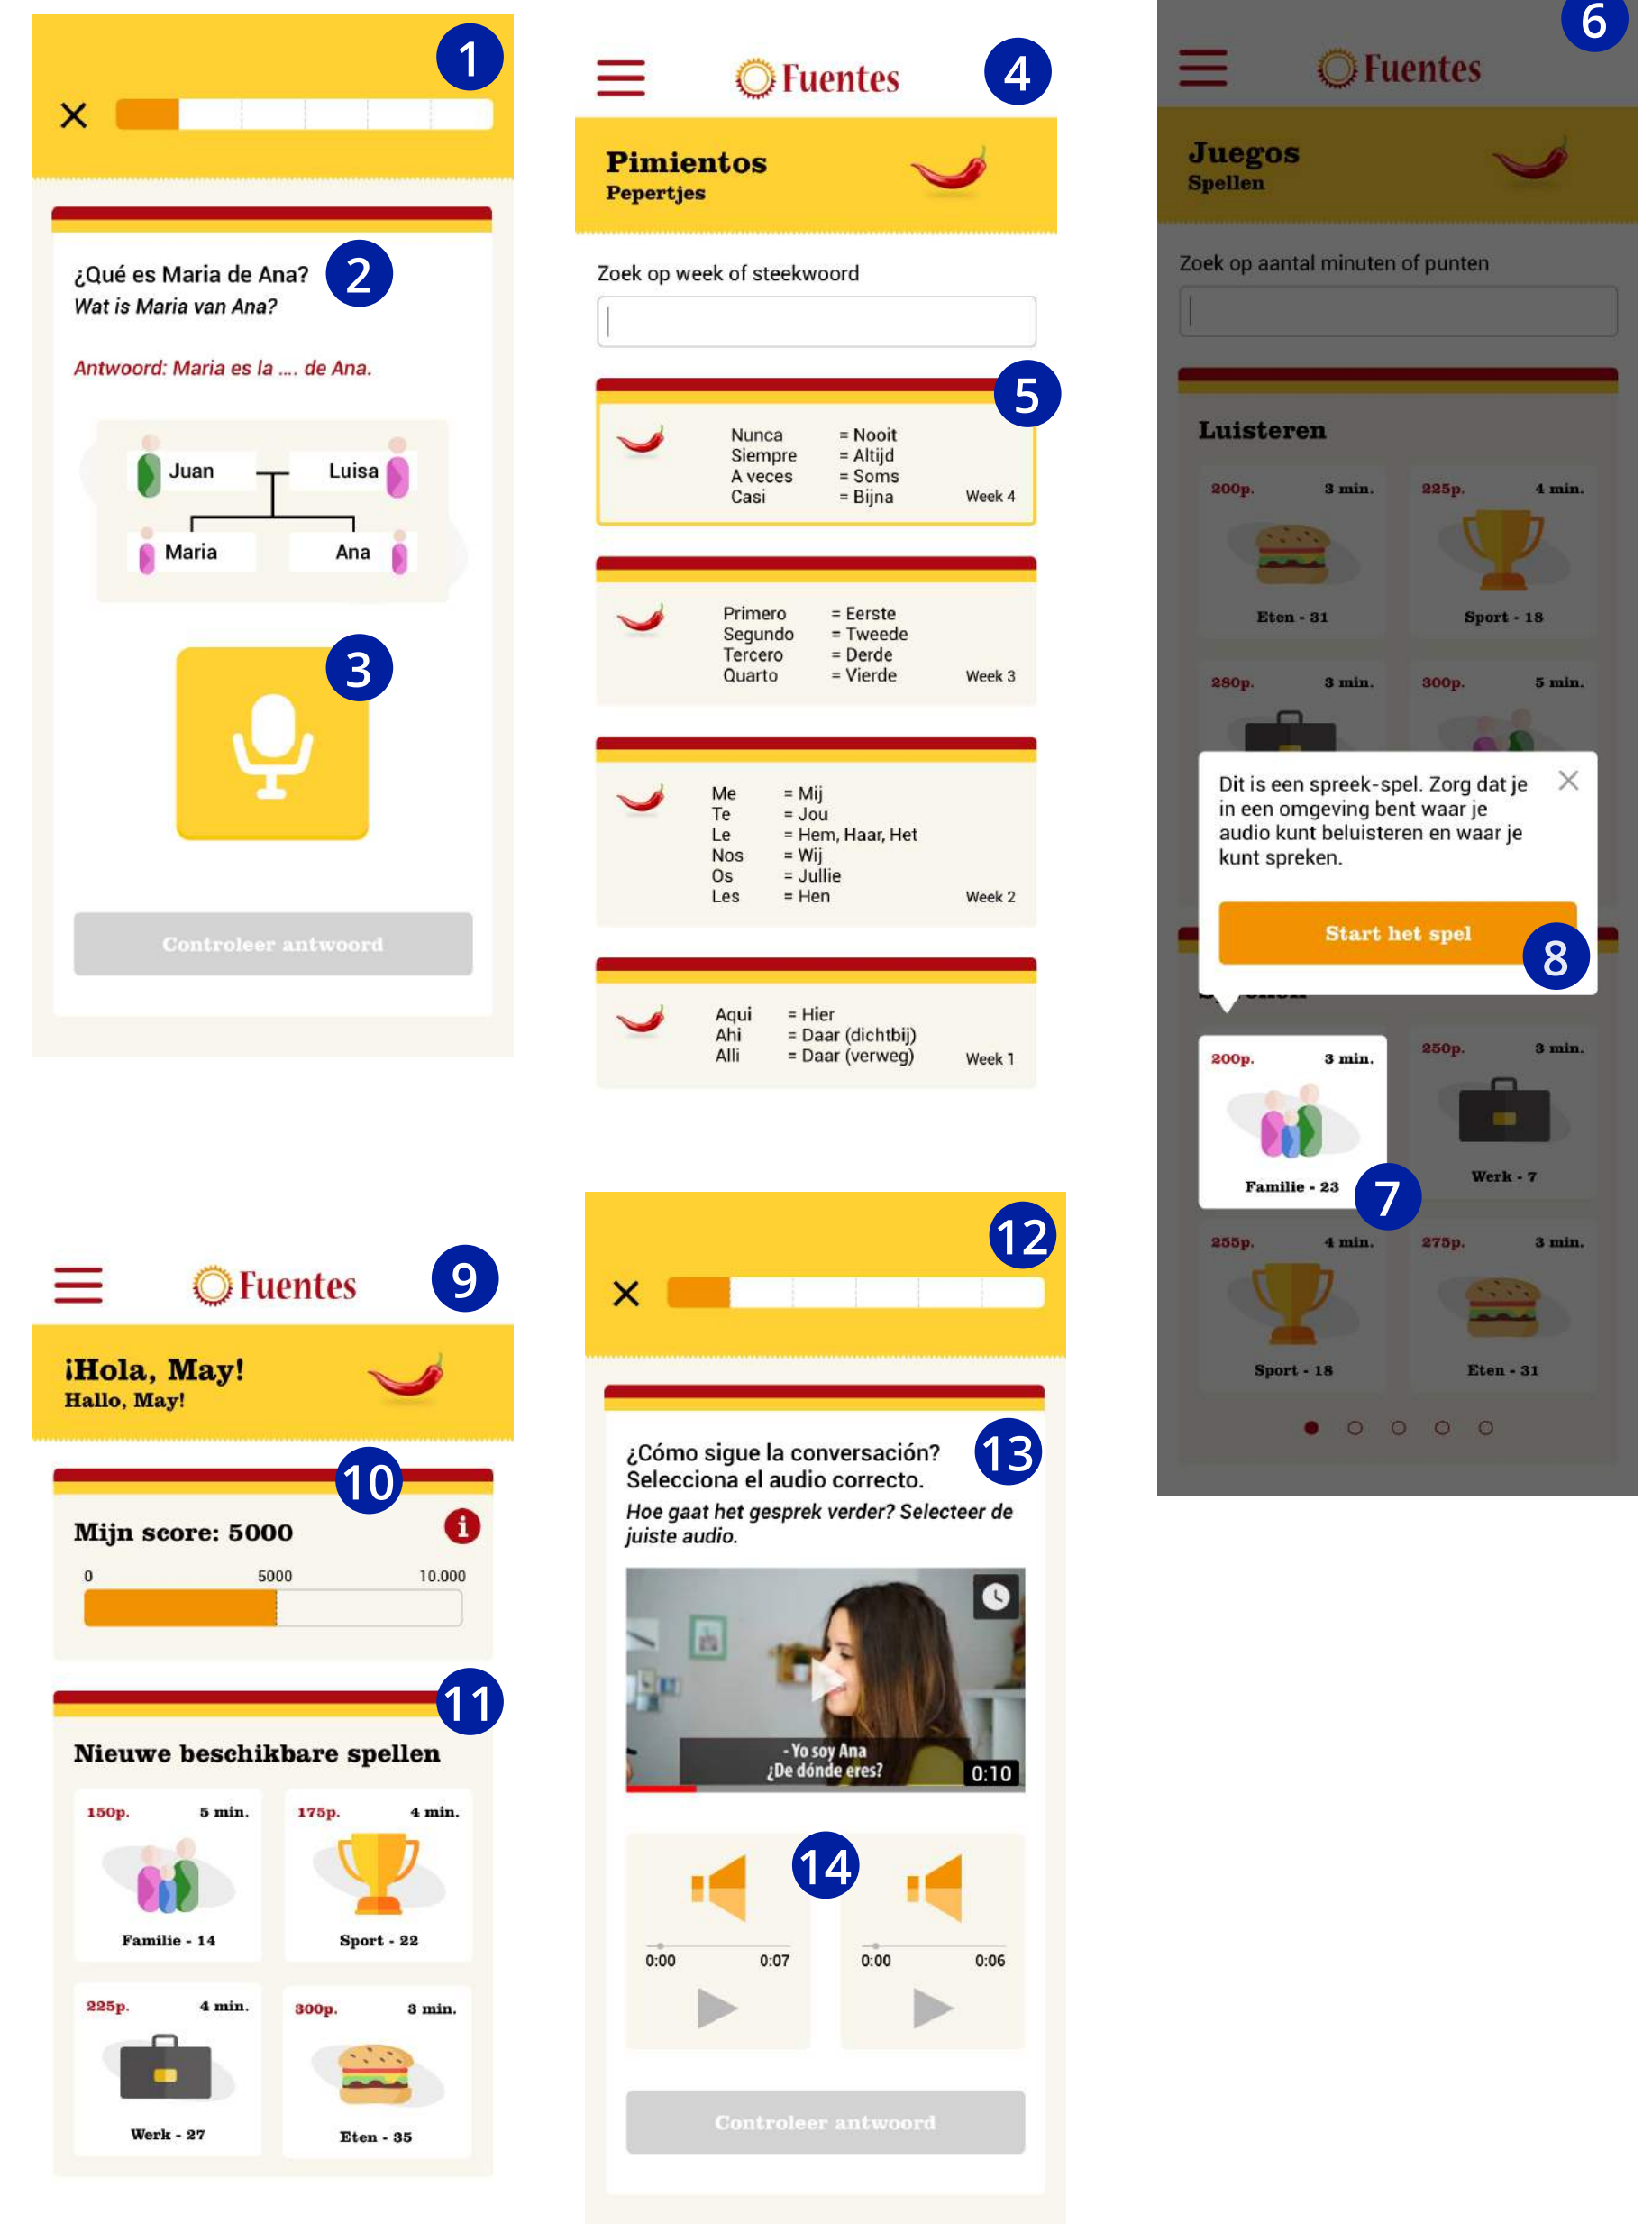 1
¿Qué es Maria de Ana?
2
Wat is Maria van Ana?
Antwoord: Maria es la .... de Ana.
Juan Luisa
Maria Ana
3
Controleer antwoord
Fuentes
4
Pimientos
Pepertjes
Zoek op week of steekwoord
5
Nunca = Nooit
Siempre = Altijd
A veces = Soms
Casi = Bijna Week 4
Primero = Eerste
Segundo = Tweede
Tercero = Derde
Quarto = Vierde Week 3
Me = Mij
Te = Jou
Le = Hem, Haar, Het
Nos = Wij
Os = Jullie
Les = Hen Week 2
Aqui = Hier
Ahi = Daar (dichtbij)
Alli = Daar (verweg) Week 1
6
Fuentes
Juegos
Spellen
Zoek op aantal minuten of punten
Luisteren
200p. 3 min. 225p. 4 min.
Eten - 31 Sport - 18
280p. 3 min. 300p. 5 min.
Dit is een spreek-spel. Zorg dat je
in een omgeving bent waar je
audio kunt beluisteren en waar je
kunt spreken.
Start het spel
8
200p. 3 min. 250p. 3 min.
Familie - 23 Werk - 7
7
255p. 4 min. 275p. 3 min.
Sport - 18 Eten - 31
Fuentes
9
¡Hola, May!
Hallo, May!
10
Mijn score: 5000
i
0 5000 10.000
11
Nieuwe beschikbare spellen
150p. 5 min. 175p. 4 min.
Familie - 14 Sport - 22
225p. 4 min. 300p. 3 min.
Werk - 27 Eten - 35
12
¿Cómo sigue la conversación?
13
Selecciona el audio correcto.
Hoe gaat het gesprek verder? Selecteer de
juiste audio.
- Yo soy Ana
¿De dónde eres?
0:10
14
0:00 0:07 0:00 0:06
Controleer antwoord